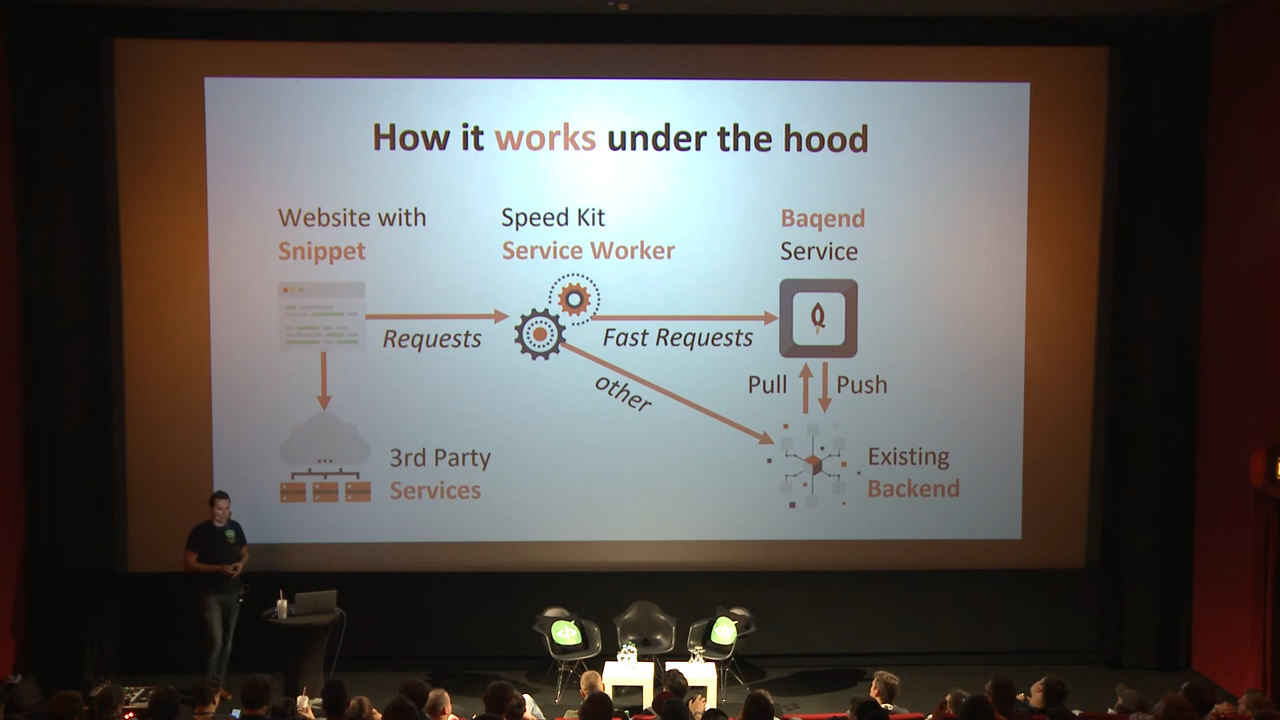 How it works under the hood
Website with
Snippet
Speed Kit
Service Worker
Baqend
Service
Requests
Fast Requests
other
Pull
Push
3rd Party
Services
Existing
Backend